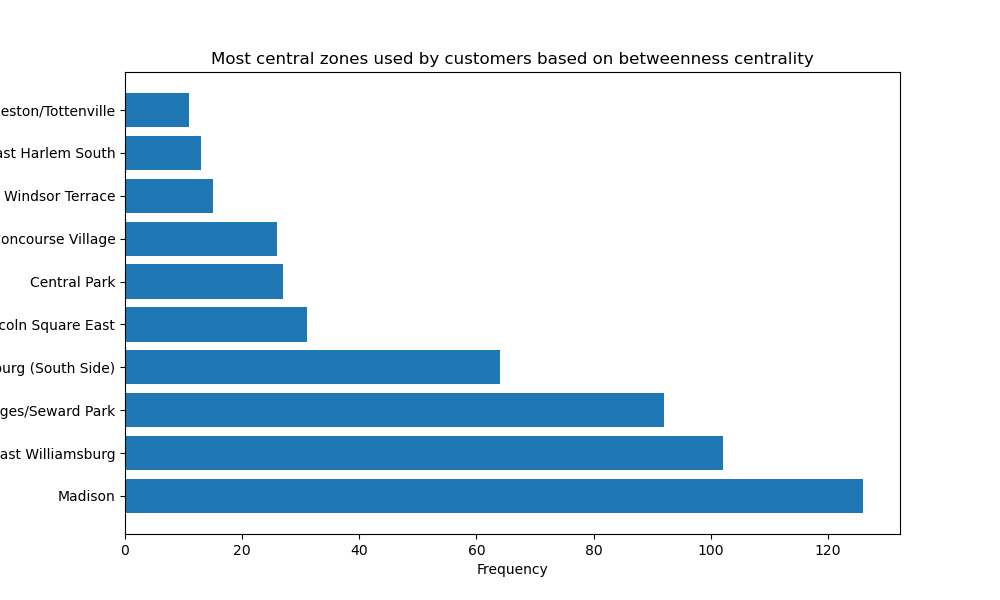 Most central zones used by customers based on betweenness centrality
eston/Tottenville
ast Harlem South
Windsor Terrace
Concourse Village
Central Park
coln Square East
burg (South Side)
ges/Seward Park
ast Williamsburg
Madison
0 20 40 60 80 100 120
Frequency